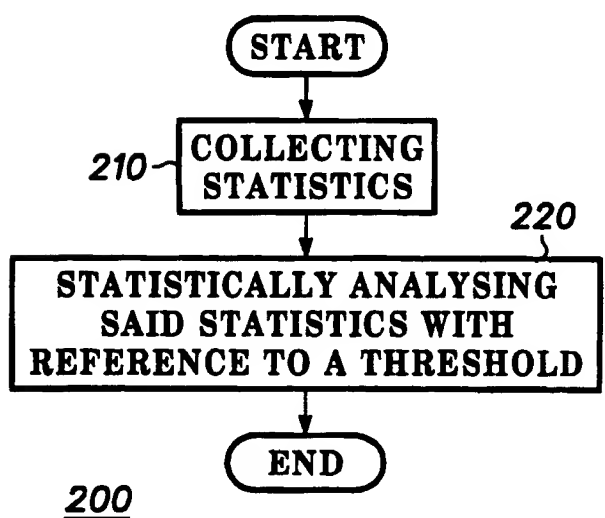 START
210
COLLECTING
STATISTICS
220
STATISTICALLY ANALYSING
SAID STATISTICS WITH
REFERENCE TO A THRESHOLD
END
200